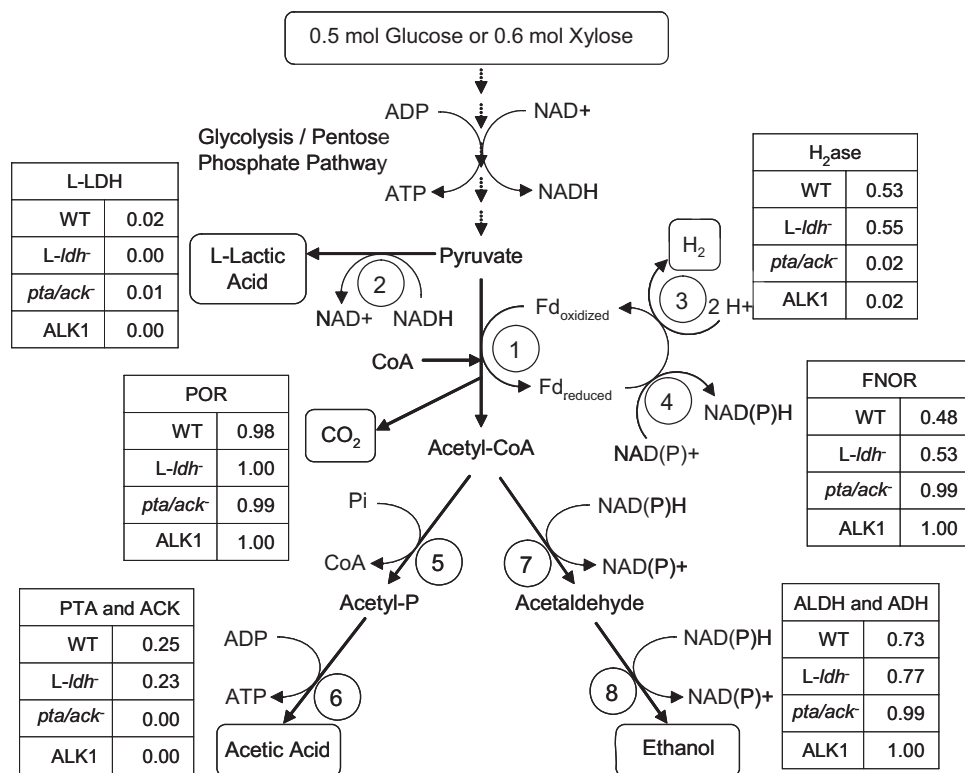 0.5 mol Glucose or 0.6 mol Xylose
ADP
NAD+
Glycolysis / Pentose
Phosphate Pathway
ATP
NADH
L-LDH
WT 0.02
L-ldh- 0.00
pta/ack- 0.01
ALK1 0.00
H2ase
WT 0.53
L-ldh- 0.55
pta/ack- 0.02
ALK1 0.02
L-Lactic
Acid
Pyruvate
H2
2
NAD+
NADH
3
2 H+
Fdoxidized
1
CoA
Fdreduced
4
NAD(P)H
NAD(P)+
CO2
Acetyl-CoA
POR
WT 0.98
L-ldh- 1.00
pta/ack- 0.99
ALK1 1.00
FNOR
WT 0.48
L-ldh- 0.53
pta/ack- 0.99
ALK1 1.00
Pi
NAD(P)H
CoA
5
7
NAD(P)+
Acetyl-P
Acetaldehyde
PTA and ACK
WT 0.25
L-ldh- 0.23
pta/ack- 0.00
ALK1 0.00
ADP
ATP
6
Acetic Acid
NAD(P)H
8
NAD(P)+
Ethanol
ALDH and ADH
WT 0.73
L-ldh- 0.77
pta/ack- 0.99
ALK1 1.00